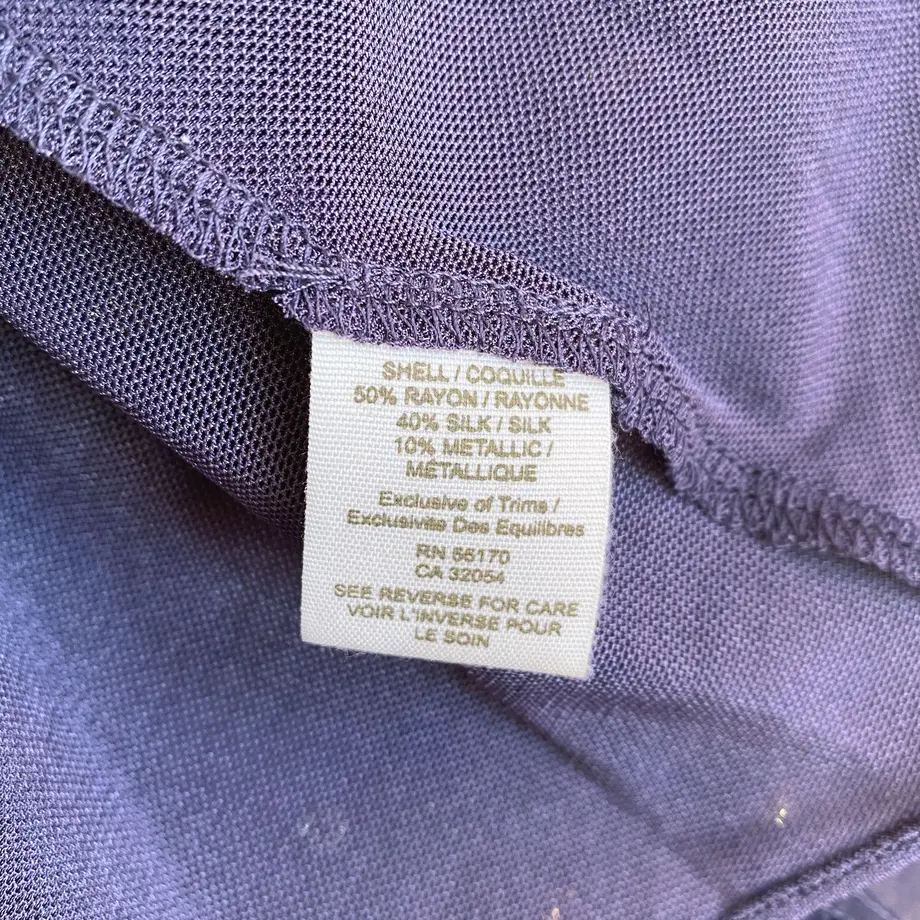 SHELL / COQUILLE
50% RAYON / RAYONNE
40% SILK / SILK
10% METALLIC /
MÉTALLIQUE
Exclusive of Trims /
Exclusivite Des Equilibres
RN 56170
CA 32054
SEE REVERSE FOR CARE
VOIR L'INVERSE POUR
LE SOIN